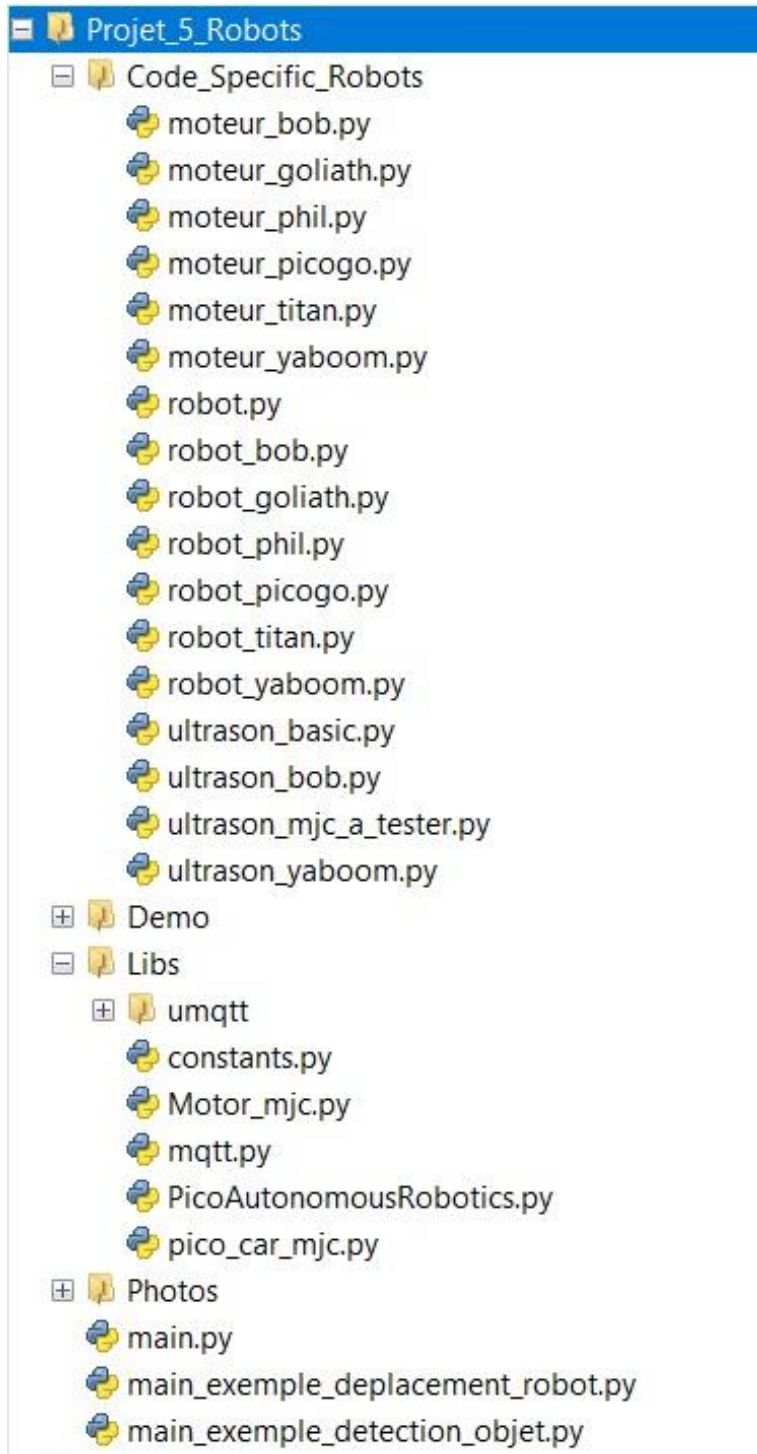 Projet_5_Robots
Code_Specific_Robots
moteur_bob.py
moteur_goliath.py
moteur_phil.py
moteur_picogo.py
moteur_titan.py
moteur_yaboom.py
robot.py
robot_bob.py
robot_goliath.py
robot_phil.py
robot_picogo.py
robot_titan.py
robot_yaboom.py
ultrason_basic.py
ultrason_bob.py
ultrason_mjc_a_tester.py
ultrason_yaboom.py
Demo
Libs
umqtt
constants.py
Motor_mjc.py
mqtt.py
PicoAutonomousRobotics.py
pico_car_mjc.py
Photos
main.py
main_exemple_deplacement_robot.py
main_exemple_detection_objet.py